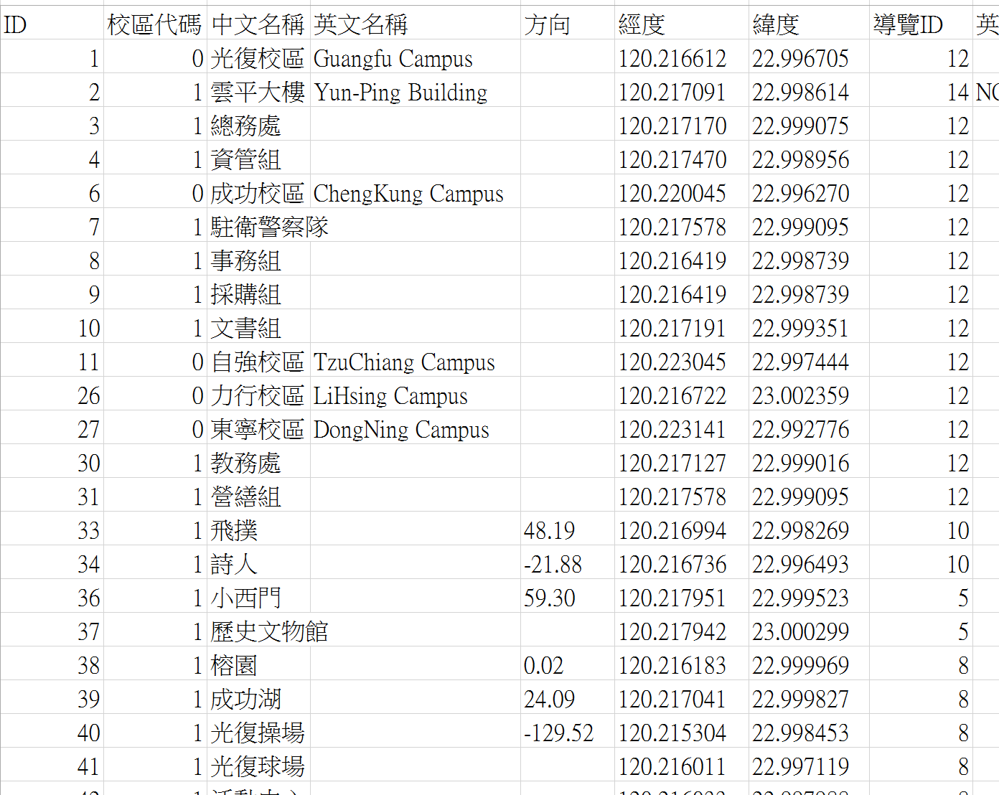 ID 校區代碼 中文名稱 英文名稱 方向 經度 緯度 導覽ID 英
1 0 光復校區 Guangfu Campus 120.216612 22.996705 12
2 1 雲平大樓 Yun-Ping Building 120.217091 22.998614 14 NC
3 1 總務處 120.217170 22.999075 12
4 1 資管組 120.217470 22.998956 12
6 0 成功校區 ChengKung Campus 120.220045 22.996270 12
7 1 駐衛警察隊 120.217578 22.999095 12
8 1 事務組 120.216419 22.998739 12
9 1 採購組 120.216419 22.998739 12
10 1 文書組 120.217191 22.999351 12
11 0 自強校區 TzuChiang Campus 120.223045 22.997444 12
26 0 力行校區 LiHsing Campus 120.216722 23.002359 12
27 0 東寧校區 DongNing Campus 120.223141 22.992776 12
30 1 教務處 120.217127 22.999016 12
31 1 營繕組 120.217578 22.999095 12
33 1 飛撲 48.19 120.216994 22.998269 10
34 1 詩人 -21.88 120.216736 22.996493 10
36 1 小西門 59.30 120.217951 22.999523 5
37 1 歷史文物館 120.217942 23.000299 5
38 1 榕園 0.02 120.216183 22.999969 8
39 1 成功湖 24.09 120.217041 22.999827 8
40 1 光復操場 -129.52 120.215304 22.998453 8
41 1 光復球場 120.216011 22.997119 8